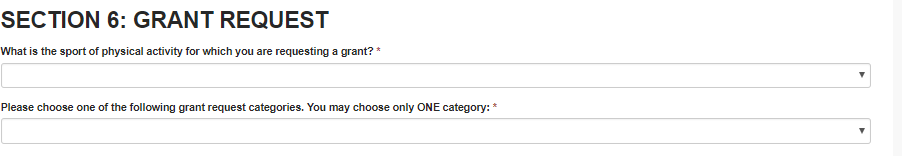 SECTION 6: GRANT REQUEST
What is the sport of physical activity for which you are requesting a grant? *
Please choose one of the following grant request categories. You may choose only ONE category: *